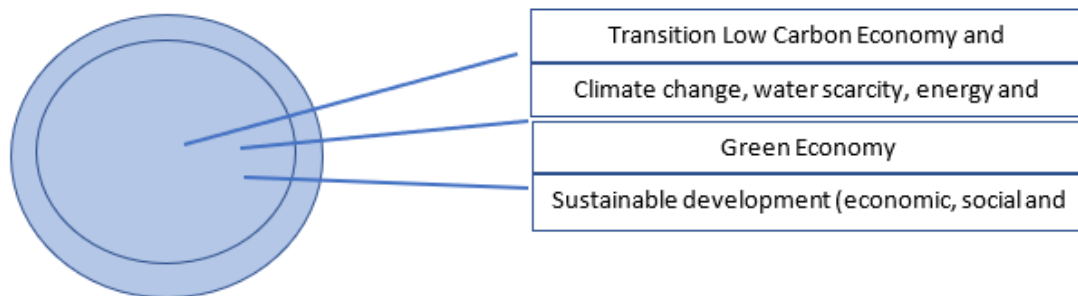 Transition Low Carbon Economy and
Climate change, water scarcity, energy and
Green Economy
Sustainable development (economic, social and